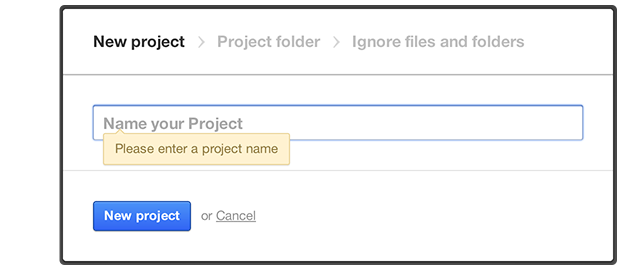 New project > Project folder > Ignore files and folders
Name your Project
Please enter a project name
New project or Cancel